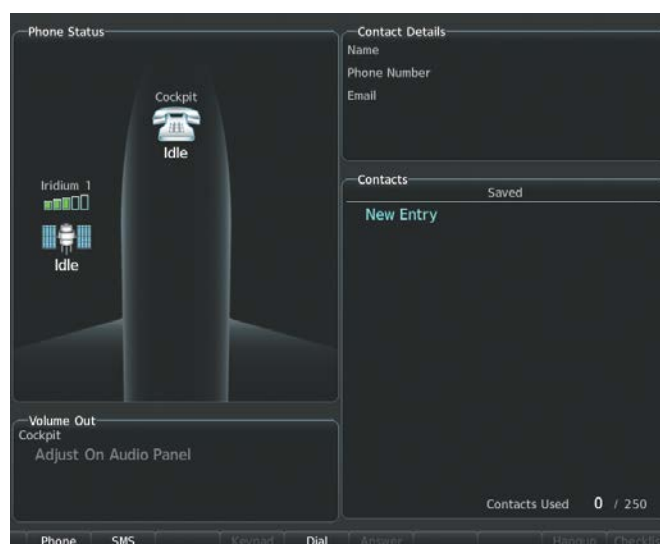 Phone Status
Cockpit
Idle
Iridium 1
Idle
Volume Out
Cockpit
Adjust On Audio Panel
Contact Details
Name
Phone Number
Email
Contacts
Saved
New Entry
Contacts Used 0 / 250
Phone SMS Keypad Dial Answer Hangup Checklist